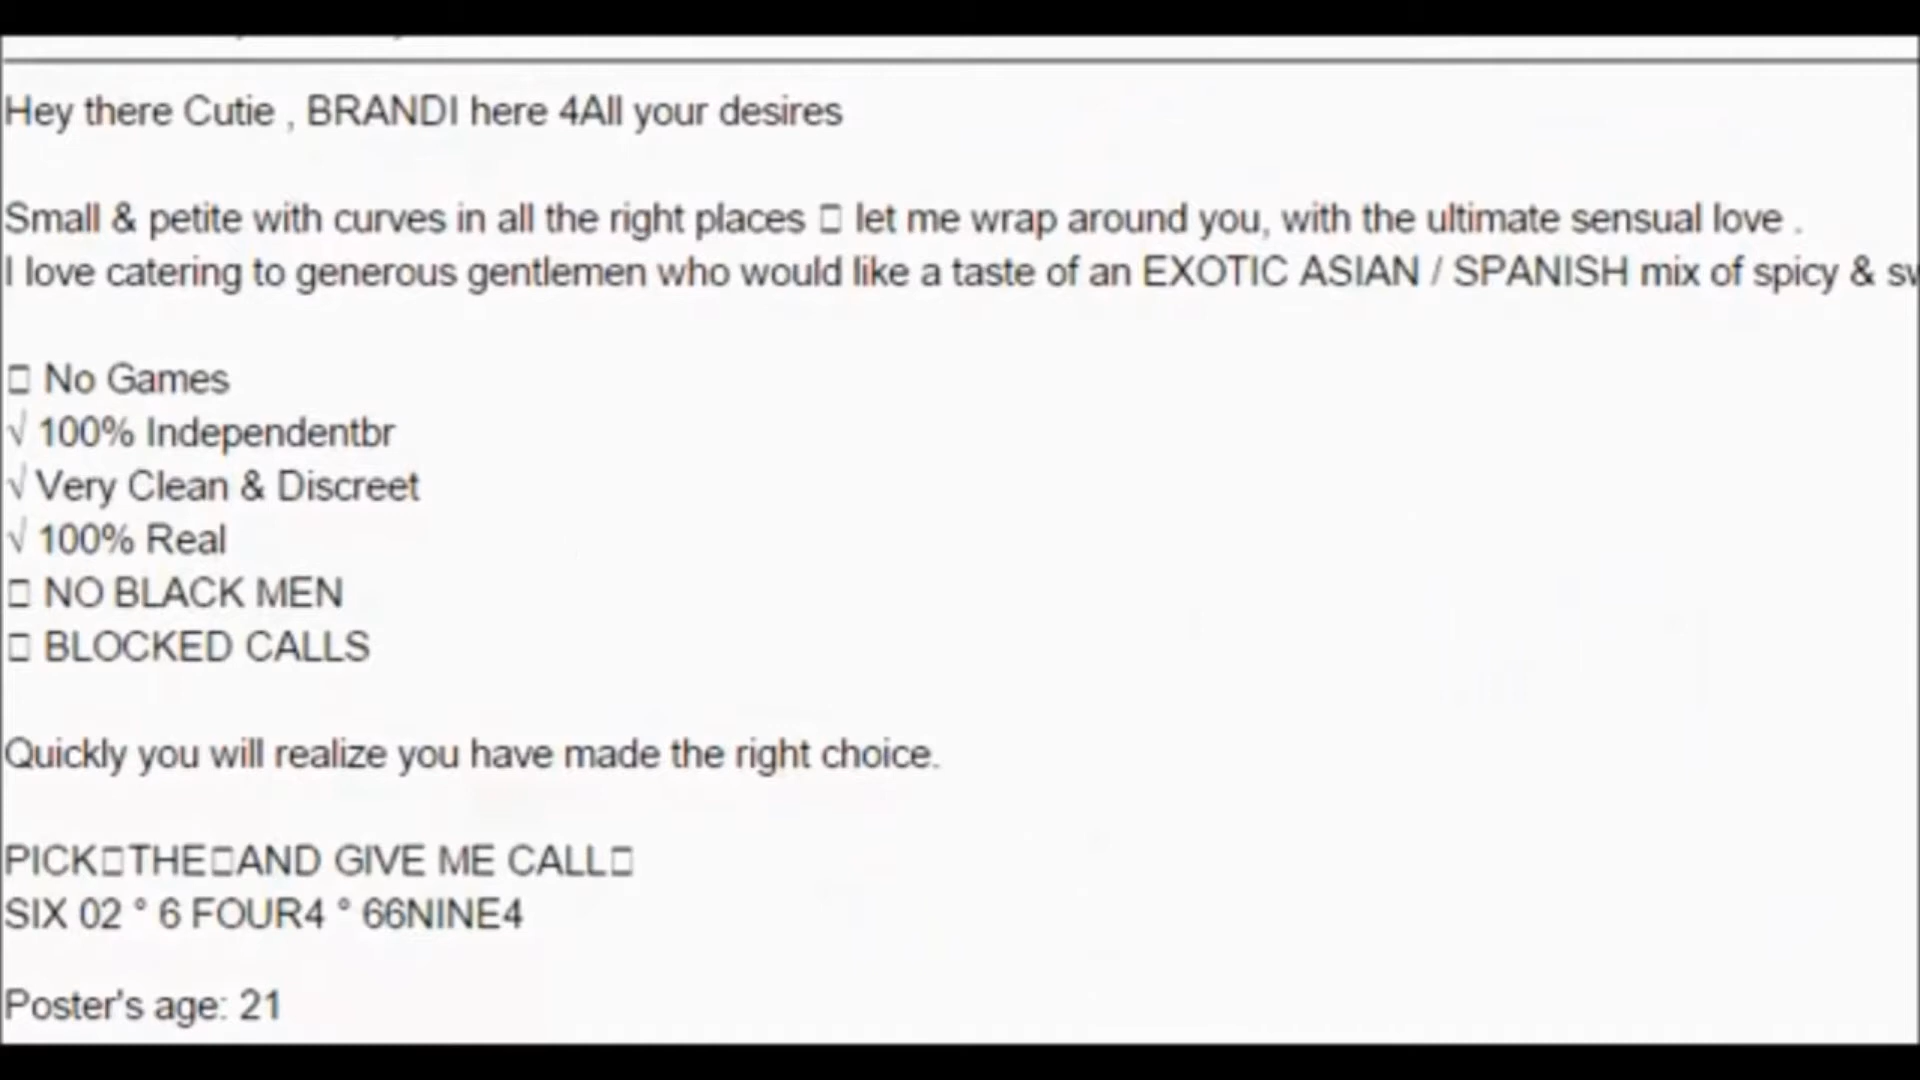 Hey there Cutie , BRANDI here 4All your desires
Small & petite with curves in all the right places □ let me wrap around you, with the ultimate sensual love .
I love catering to generous gentlemen who would like a taste of an EXOTIC ASIAN / SPANISH mix of spicy &
□ No Games
√ 100% Independentbr
√ Very Clean & Discreet
√ 100% Real
□ NO BLACK MEN
□ BLOCKED CALLS
Quickly you will realize you have made the right choice.
PICK□THE□AND GIVE ME CALL□
SIX 02 ° 6 FOUR4 ° 66NINE4
Poster's age: 21